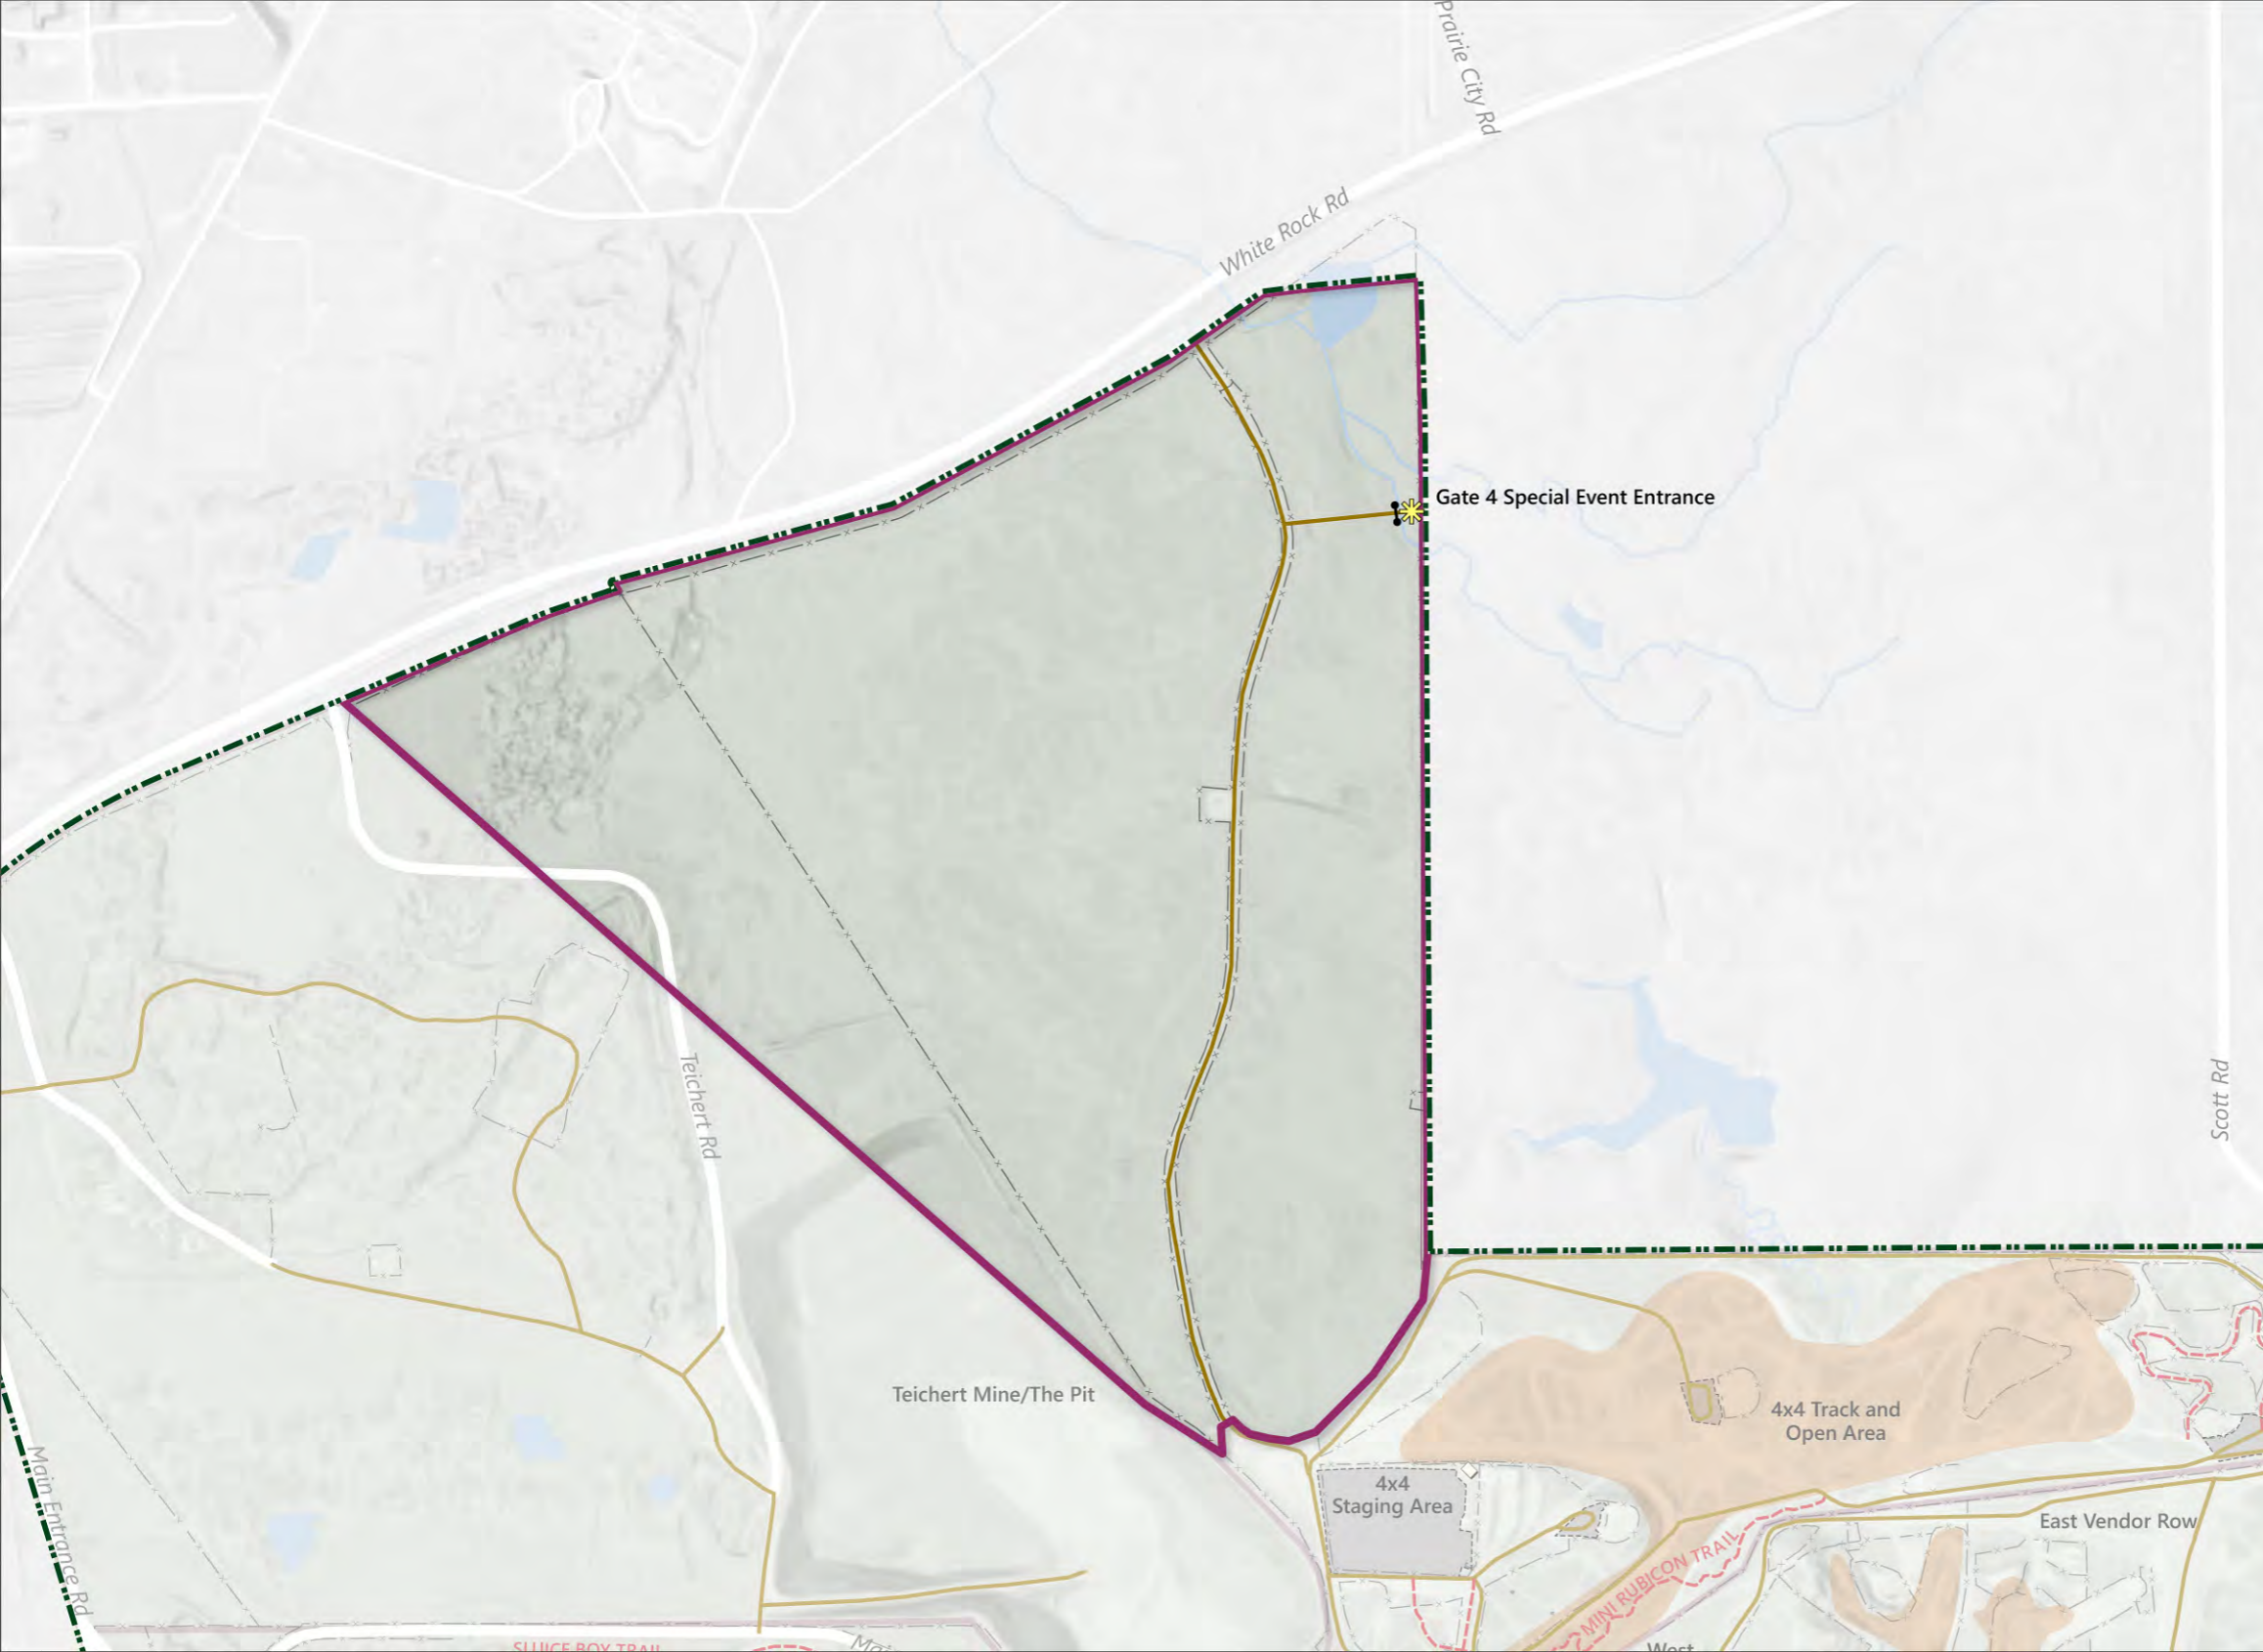 Prairie City Rd
White Rock Rd
Gate 4 Special Event Entrance
Teichert Rd
Scott Rd
Teichert Mine/The Pit
4x4 Track and
Open Area
Main Entrance Rd
4x4
Staging Area
East Vendor Row
MINI RUBICON TRAIL
SLUICE BOX TRAIL
West